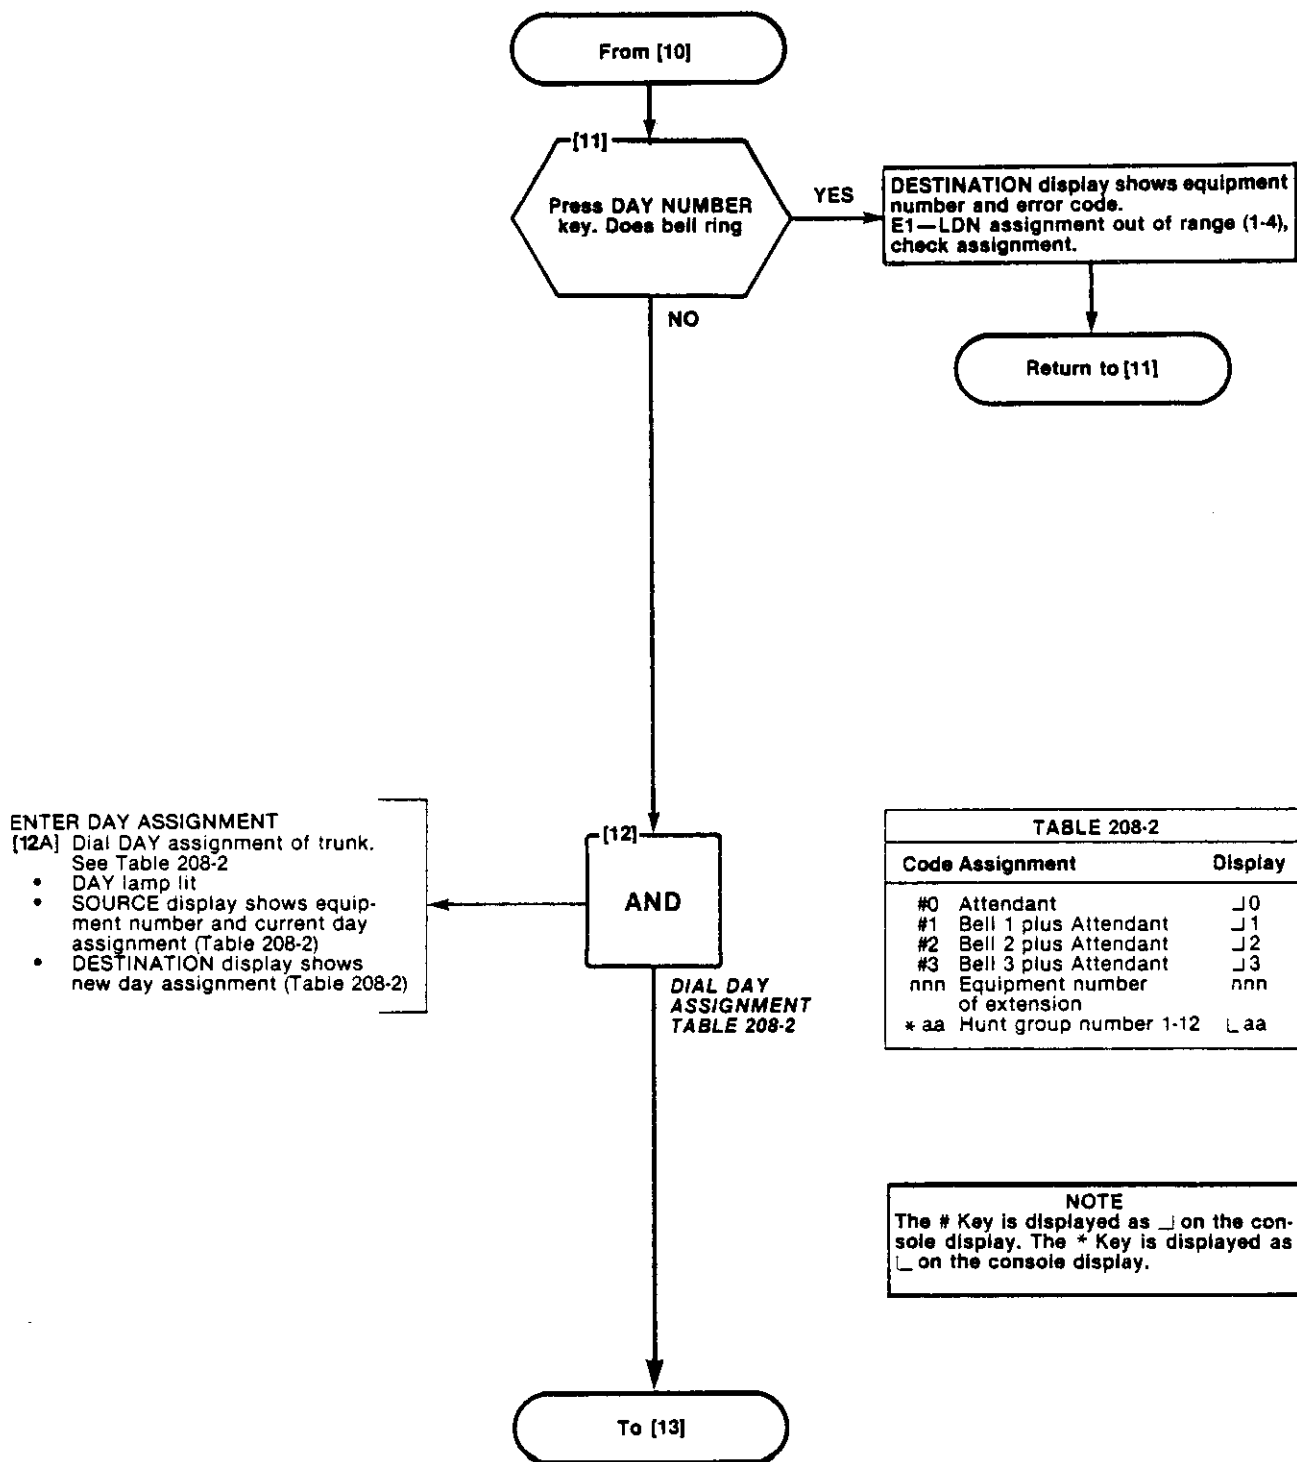 From [10]
[11]
Press DAY NUMBER
key. Does bell ring
YES
DESTINATION display shows equipment
number and error code.
E1—LDN assignment out of range (1-4),
check assignment.
NO
Return to [11]
ENTER DAY ASSIGNMENT
[12A] Dial DAY assignment of trunk.
See Table 208-2
• DAY lamp lit
• SOURCE display shows equip-
ment number and current day
assignment (Table 208-2)
• DESTINATION display shows
new day assignment (Table 208-2)
[12]
AND
DIAL DAY
ASSIGNMENT
TABLE 208-2
TABLE 208-2
Code Assignment Display
#0 Attendant ⅃0
#1 Bell 1 plus Attendant ⅃1
#2 Bell 2 plus Attendant ⅃2
#3 Bell 3 plus Attendant ⅃3
nnn Equipment number nnn
of extension
* aa Hunt group number 1-12 L aa
NOTE
The # Key is displayed as ⅃ on the con-
sole display. The * Key is displayed as
L on the console display.
To [13]